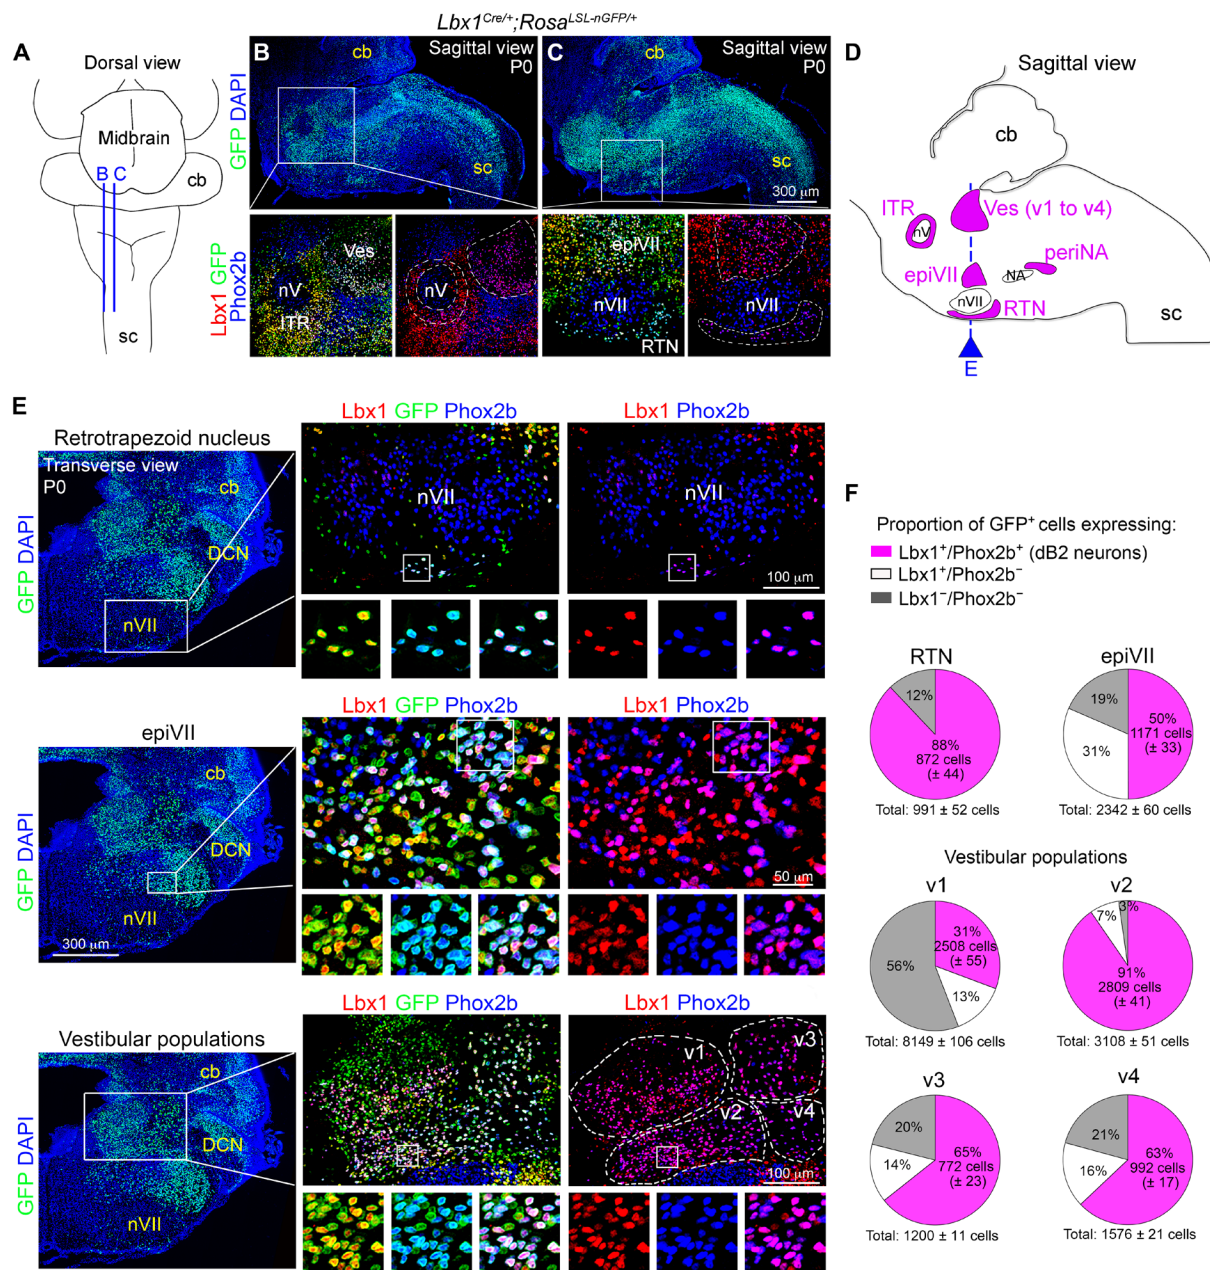 Lbx1^Cre/+;Rosa^LSL-nGFP/+
A
Dorsal view
Midbrain
B C
cb
sc
GFP DAPI
B
cb
Sagittal view
P0
sc
C
cb
Sagittal view
P0
sc
300 µm
Lbx1 GFP
Phox2b
Ves
nV
ITR
nV
epiVII
nVII
RTN
nVII
D
Sagittal view
cb
ITR
nV
Ves (v1 to v4)
periNA
epiVII
NA
nVII
RTN
sc
E
E
Retrotrapezoid nucleus
Transverse view
P0
GFP DAPI
cb
DCN
nVII
Lbx1 GFP Phox2b
nVII
Lbx1 Phox2b
nVII
100 µm
epiVII
GFP DAPI
cb
DCN
nVII
300 µm
Lbx1 GFP Phox2b
Lbx1 Phox2b
50 µm
Vestibular populations
GFP DAPI
cb
DCN
nVII
Lbx1 GFP Phox2b
Lbx1 Phox2b
v1
v3
v2
v4
100 µm
F
Proportion of GFP⁺ cells expressing:
Lbx1⁺/Phox2b⁺ (dB2 neurons)
Lbx1⁺/Phox2b⁻
Lbx1⁻/Phox2b⁻
RTN
12%
88%
872 cells
(± 44)
Total: 991 ± 52 cells
epiVII
19%
50%
1171 cells
(± 33)
31%
Total: 2342 ± 60 cells
Vestibular populations
v1
31%
2508 cells
(± 55)
56%
13%
Total: 8149 ± 106 cells
v2
3%
7%
91%
2809 cells
(± 41)
Total: 3108 ± 51 cells
v3
20%
65%
772 cells
(± 23)
14%
Total: 1200 ± 11 cells
v4
21%
63%
992 cells
(± 17)
16%
Total: 1576 ± 21 cells